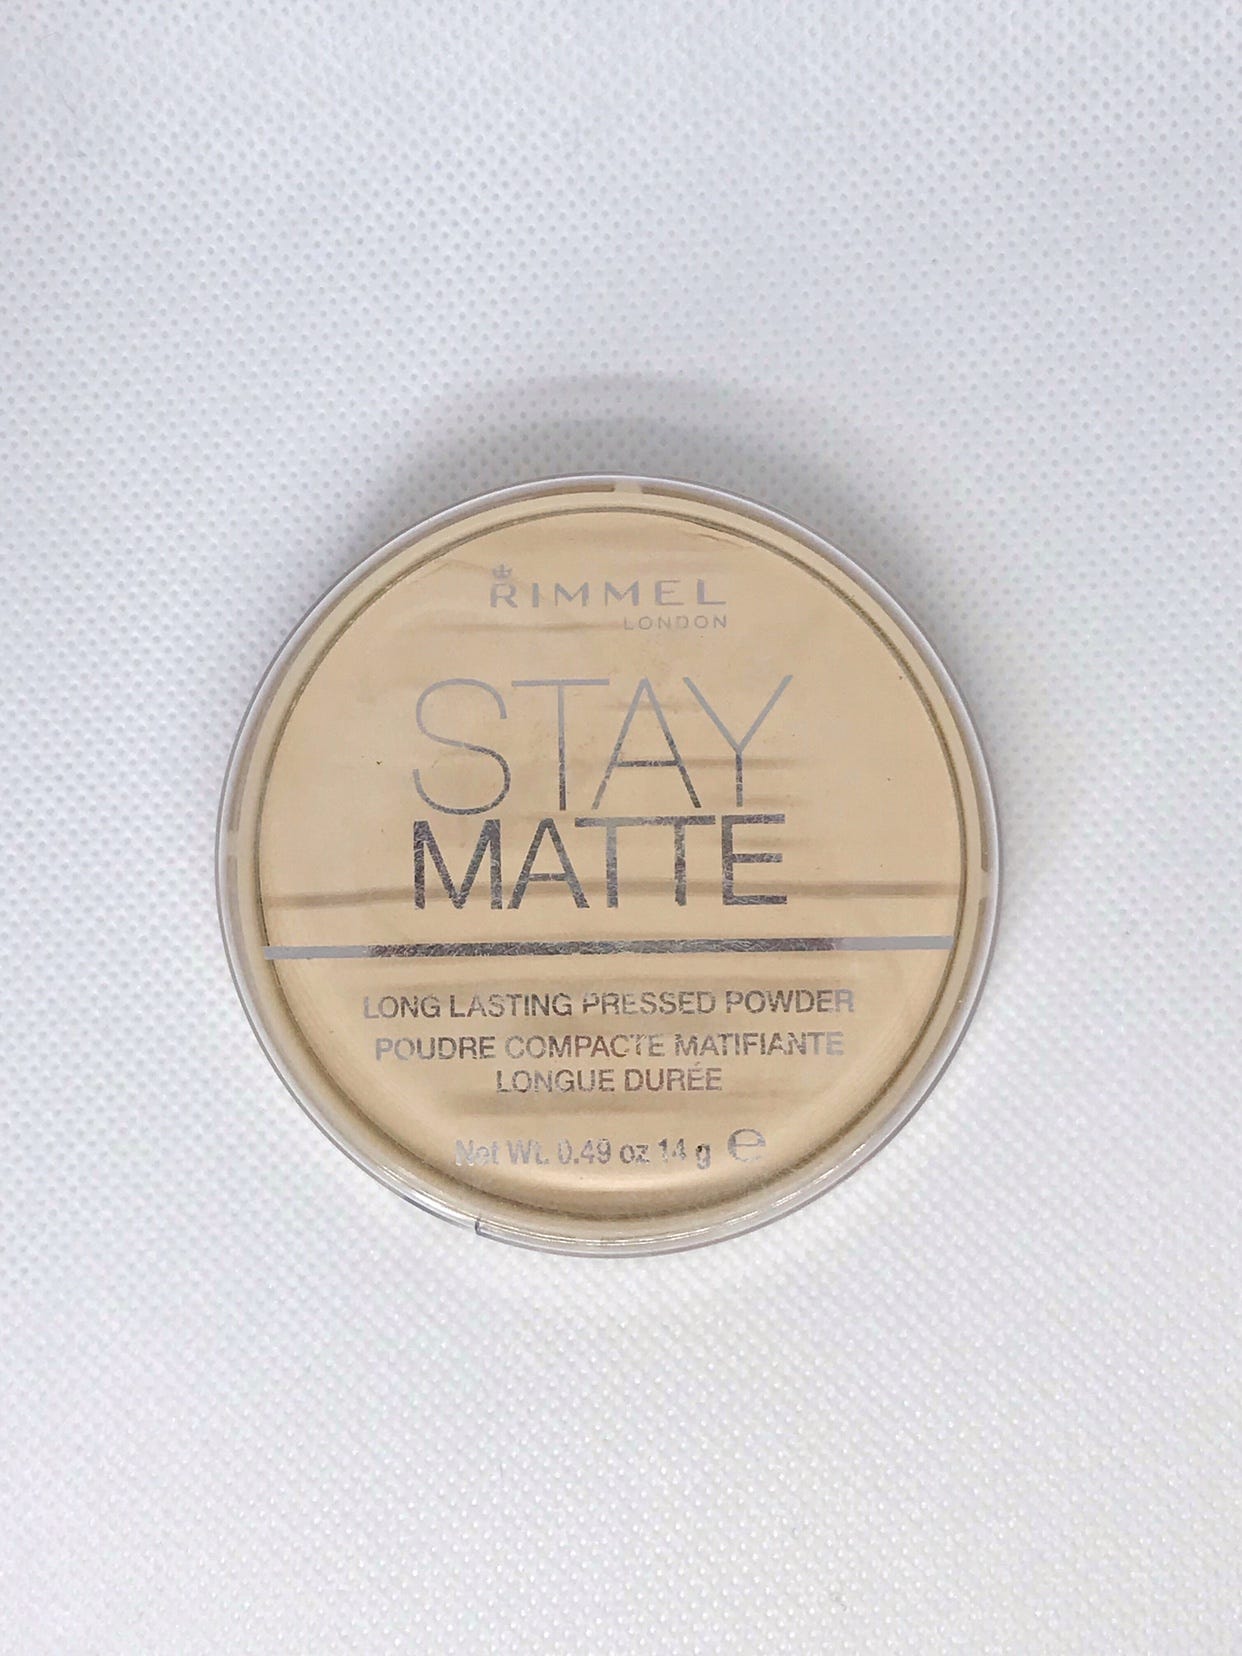 RIMMEL
LONDON
STAY
MATTE
LONG LASTING PRESSED POWDER
POUDRE COMPACTE MATIFIANTE
LONGUE DURÉE
Net Wt. 0.49 oz 14 g ℮